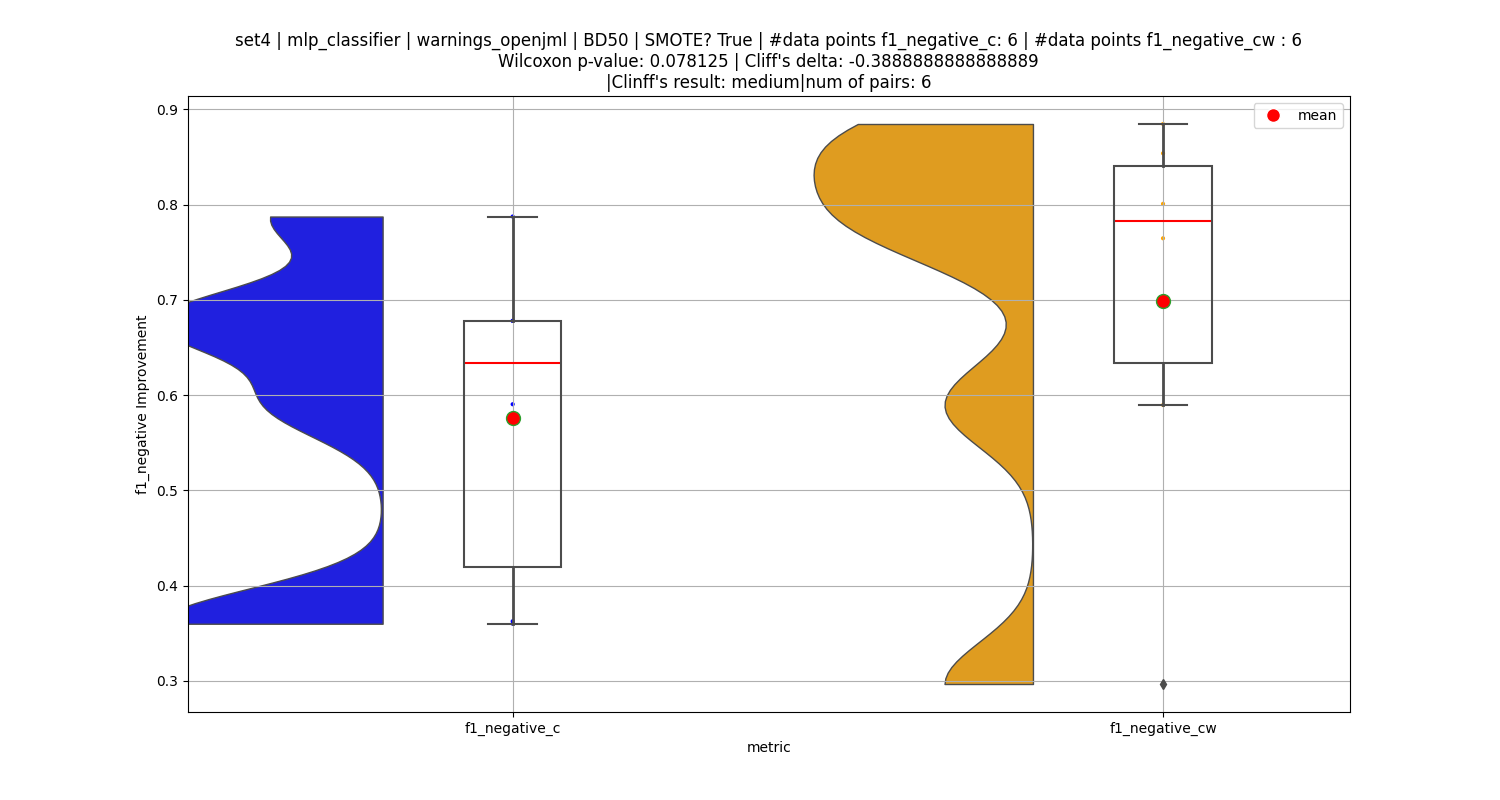 set4 | mlp_classifier | warnings_openjml | BD50 | SMOTE? True | #data points f1_negative_c: 6 | #data points f1_negative_cw : 6
Wilcoxon p-value: 0.078125 | Cliff's delta: -0.3888888888888889
|Clinff's result: medium|num of pairs: 6
mean
0.9
0.8
0.7
0.6
0.5
0.4
0.3
f1_negative Improvement
f1_negative_c
f1_negative_cw
metric